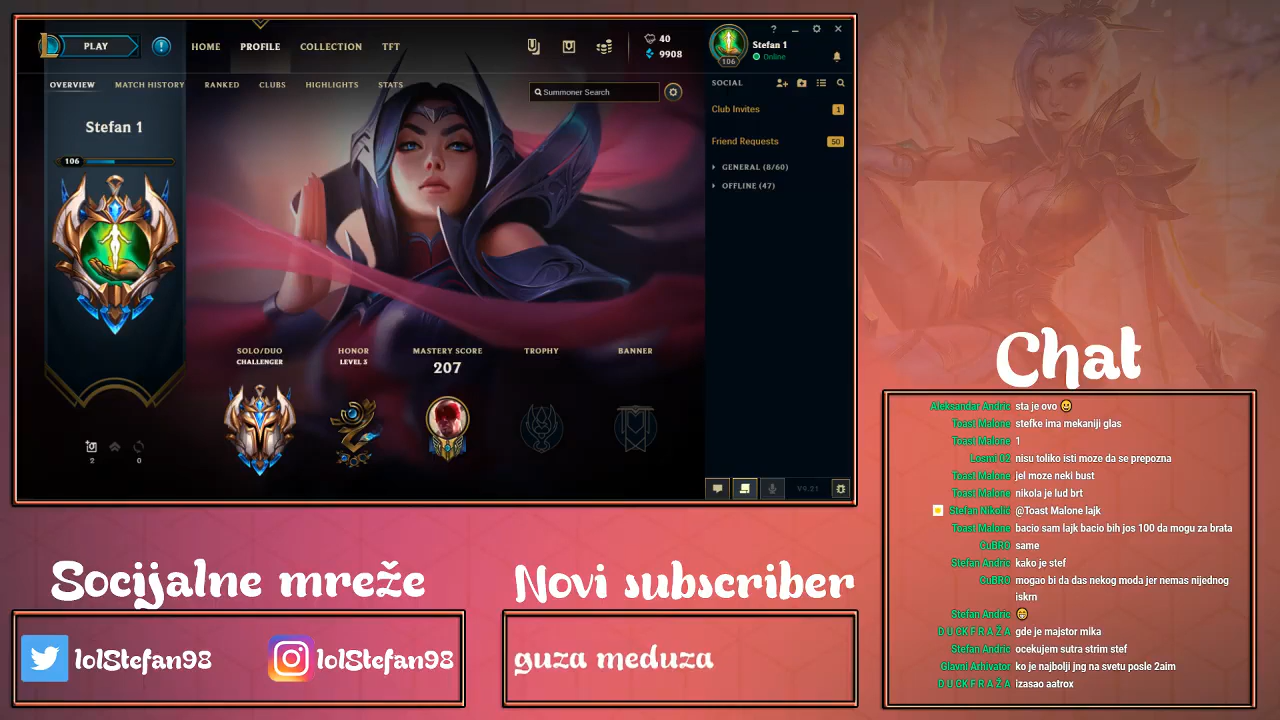 PLAY
HOME
PROFILE
COLLECTION
TFT
40
9908
?
Stefan 1
Online
106
OVERVIEW
MATCH HISTORY
RANKED
CLUBS
HIGHLIGHTS
STATS
Summoner Search
SOCIAL
Club Invites
1
Friend Requests
50
GENERAL (8/60)
OFFLINE (47)
Stefan 1
106
SOLO/DUO
CHALLENGER
HONOR
LEVEL 3
MASTERY SCORE
207
TROPHY
BANNER
2
0
V9.21
Chat
Aleksandar Andric sta je ovo
Toast Malone stefke ima mekaniji glas
Toast Malone 1
Losmi 02 nisu toliko isti moze da se prepozna
Toast Malone jel moze neki bust
Toast Malone nikola je lud brt
Stefan Nikolić @Toast Malone lajk
Toast Malone bacio sam lajk bacio bih jos 100 da mogu za brata
CuBRO same
Stefan Andric kako je stef
CuBRO mogao bi da das nekog moda jer nemas nijednog
iskrn
Stefan Andric
D U C K F R A Ž A gde je majstor mika
Stefan Andric ocekujem sutra strim stef
Glavni Arhivator ko je najbolji jng na svetu posle 2aim
D U C K F R A Ž A izasao aatrox
Socijalne mreže
lolStefan98
lolStefan98
Novi subscriber
guza meduza